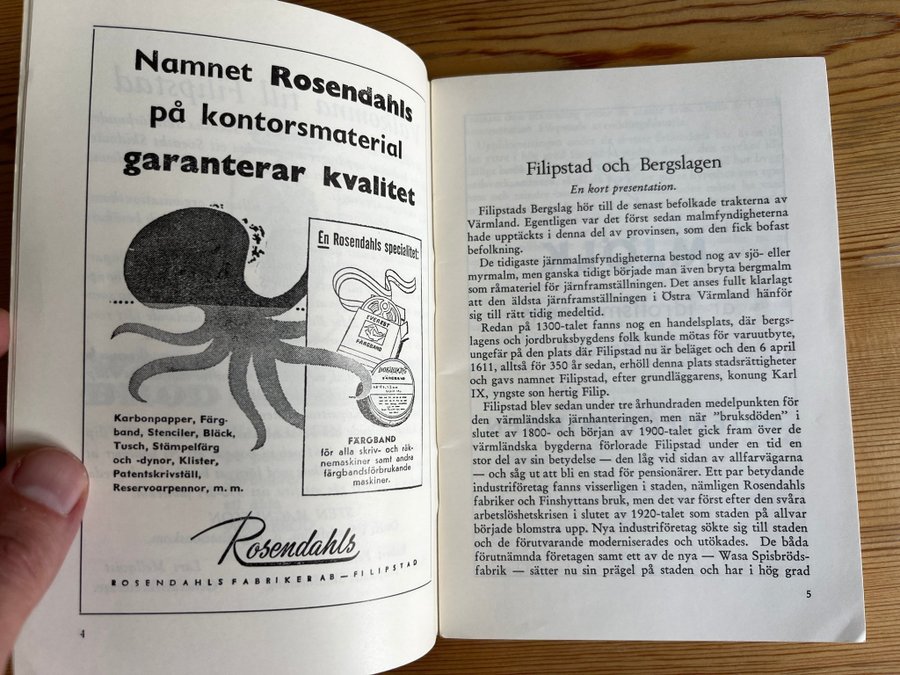 Namnet Rosendahls
på kontorsmaterial
garanterar kvalitet
En Rosendahls specialitet:
EVEREST
FÄRGBAND
FÄRGBAND
för alla skriv- och räk-
nemaskiner samt andra
färgbandsförbrukande
maskiner.
Karbonpapper, Färg-
band, Stenciler, Bläck,
Tusch, Stämpelfärg
och -dynor, Klister,
Patentskrivställ,
Reservoarpennor, m. m.
Rosendahls
ROSENDAHLS FABRIKER AB — FILIPSTAD
4
Filipstad och Bergslagen
En kort presentation.
Filipstads Bergslag hör till de senast befolkade trakterna av
Värmland. Egentligen var det först sedan malmfyndigheterna
hade upptäckts i denna del av provinsen, som den fick bofast
befolkning.
De tidigaste järnmalmsfyndigheterna bestod nog av sjö- eller
myrmalm, men ganska tidigt började man även bryta bergmalm
som råmateriel för järnframställningen. Det anses fullt klarlagt
att den äldsta järnframställningen i Östra Värmland hänför
sig till rätt tidig medeltid.
Redan på 1300-talet fanns nog en handelsplats, där bergs-
lagens och jordbruksbygdens folk kunde mötas för varuutbyte,
ungefär på den plats där Filipstad nu är beläget och den 6 april
1611, alltså för 350 år sedan, erhöll denna plats stadsrättigheter
och gavs namnet Filipstad, efter grundläggarens, konung Karl
IX, yngste son hertig Filip.
Filipstad blev sedan under tre århundraden medelpunkten för
den värmländska järnhanteringen, men när ”bruksdöden” i
slutet av 1800- och början av 1900-talet gick fram över de
värmländska bygderna förlorade Filipstad under en tid en
stor del av sin betydelse — den låg vid sidan av allfarvägarna
— och såg ut att bli en stad för pensionärer. Ett par betydande
industriföretag fanns visserligen i staden, nämligen Rosendahls
fabriker och Finshyttans bruk, men det var först efter den svåra
arbetslöshetskrisen i slutet av 1920-talet som staden på allvar
började blomstra upp. Nya industriföretag sökte sig till staden
och de förutvarande moderniserades och utökades. De båda
förutnämnda företagen samt ett av de nya — Wasa Spisbröds-
fabrik — sätter nu sin prägel på staden och har i hög grad
5